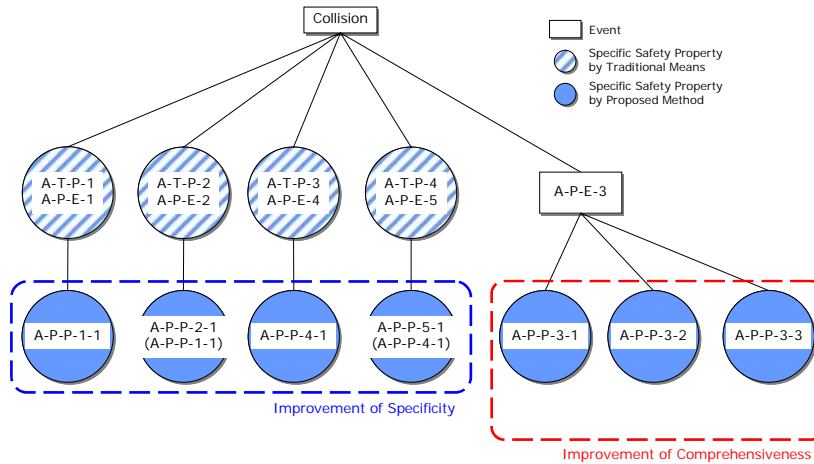 Collision
Event
Specific Safety Property
by Traditional Means
Specific Safety Property
by Proposed Method
A-T-P-1
A-P-E-1
A-T-P-2
A-P-E-2
A-T-P-3
A-P-E-4
A-T-P-4
A-P-E-5
A-P-E-3
A-P-P-1-1
A-P-P-2-1
(A-P-P-1-1)
A-P-P-4-1
A-P-P-5-1
(A-P-P-4-1)
A-P-P-3-1
A-P-P-3-2
A-P-P-3-3
Improvement of Specificity
Improvement of Comprehensiveness